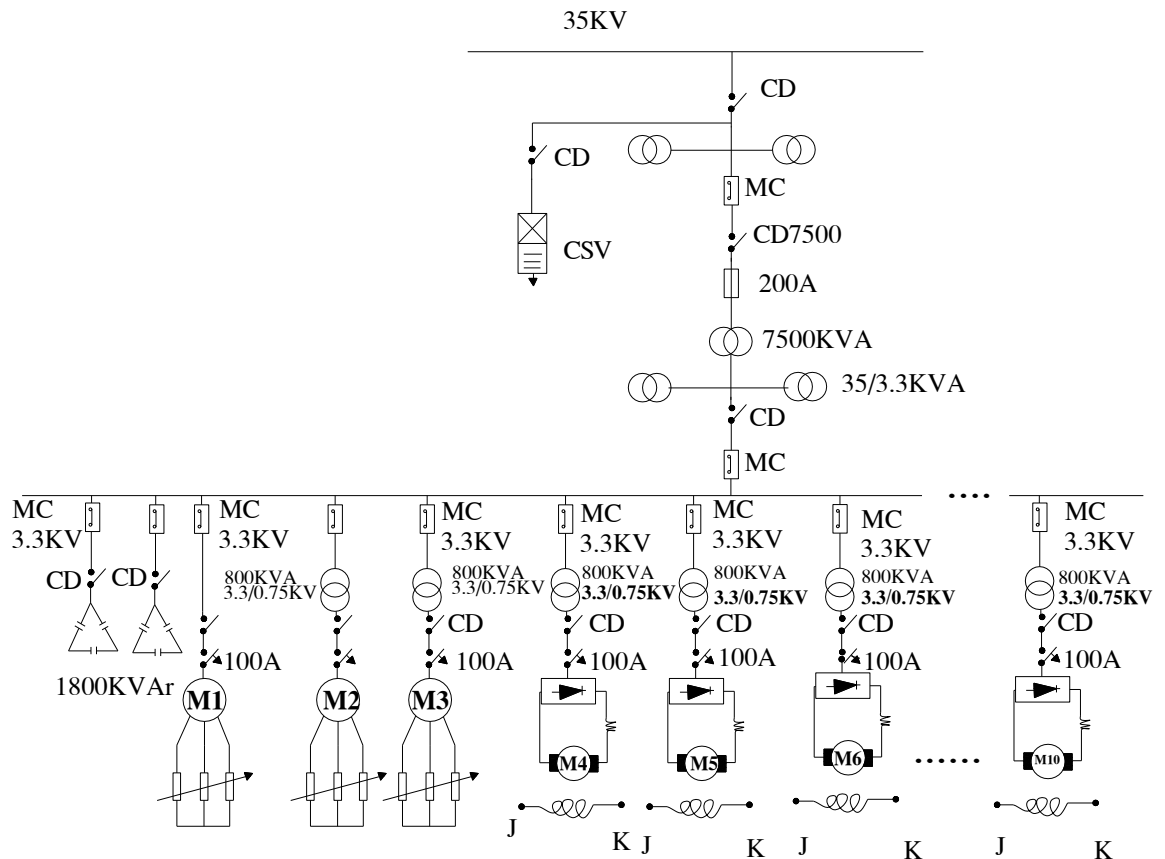 35KV
CD
CD
MC
CSV
CD7500
200A
7500KVA
35/3.3KVA
CD
MC
MC
3.3KV
MC
3.3KV
MC
3.3KV
MC
3.3KV
MC
3.3KV
MC
3.3KV
MC
3.3KV
....
800KVA
3.3/0.75KV
800KVA
3.3/0.75KV
800KVA
3.3/0.75KV
800KVA
3.3/0.75KV
800KVA
3.3/0.75KV
800KVA
3.3/0.75KV
CD
CD
CD
CD
CD
CD
CD
100A
100A
100A
100A
100A
100A
1800KVAr
M1
M2
M3
M4
M5
M6
......
M10
J
K
J
K
J
K
J
K